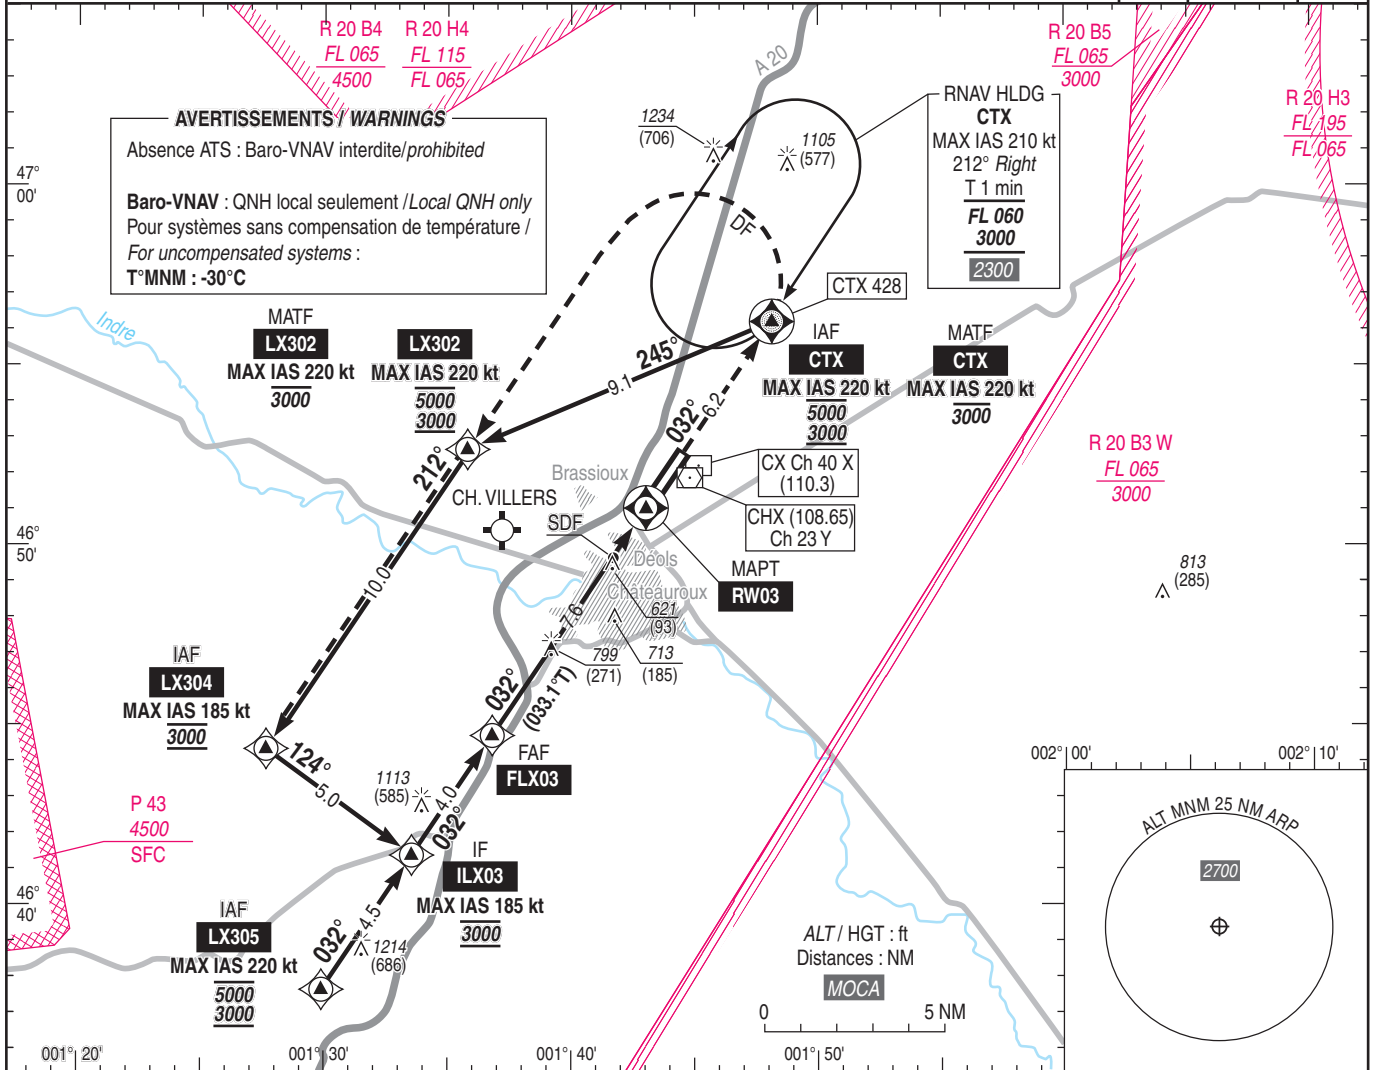 R 20 B4
FL 065
4500
R 20 H4
FL 115
FL 065
A 20
R 20 B5
FL 065
3000
R 20 H3
FL 195
FL 065
AVERTISSEMENTS / WARNINGS
Absence ATS : Baro-VNAV interdite/prohibited
Baro-VNAV : QNH local seulement /Local QNH only
Pour systèmes sans compensation de température /
For uncompensated systems :
T°MNM : -30°C
1234
(706)
1105
(577)
RNAV HLDG
CTX
MAX IAS 210 kt
212° Right
T 1 min
FL 060
3000
2300
47°
00'
DF
CTX 428
Indre
MATF
LX302
MAX IAS 220 kt
3000
LX302
MAX IAS 220 kt
5000
3000
245°
9.1
IAF
CTX
MAX IAS 220 kt
5000
3000
MATF
CTX
MAX IAS 220 kt
3000
032°
6.2
R 20 B3 W
FL 065
3000
212°
Brassioux
CX Ch 40 X
(110.3)
CH. VILLERS
SDF
CHX (108.65)
Ch 23 Y
46°
50'
Déols
MAPT
RW03
813
(285)
10.0
Châteauroux
7.6
621
(93)
799
(271)
713
(185)
IAF
LX304
MAX IAS 185 kt
3000
032°
(033.1°T)
124°
5.0
FAF
FLX03
002° 00'
002° 10'
1113
(585)
4.0
032°
P 43
4500
SFC
ALT MNM 25 NM ARP
2700
IF
ILX03
MAX IAS 185 kt
3000
46°
40'
IAF
LX305
MAX IAS 220 kt
5000
3000
032°
4.5
1214
(686)
ALT / HGT : ft
Distances : NM
MOCA
0
5 NM
001° 20'
001° 30'
001° 40'
001° 50'